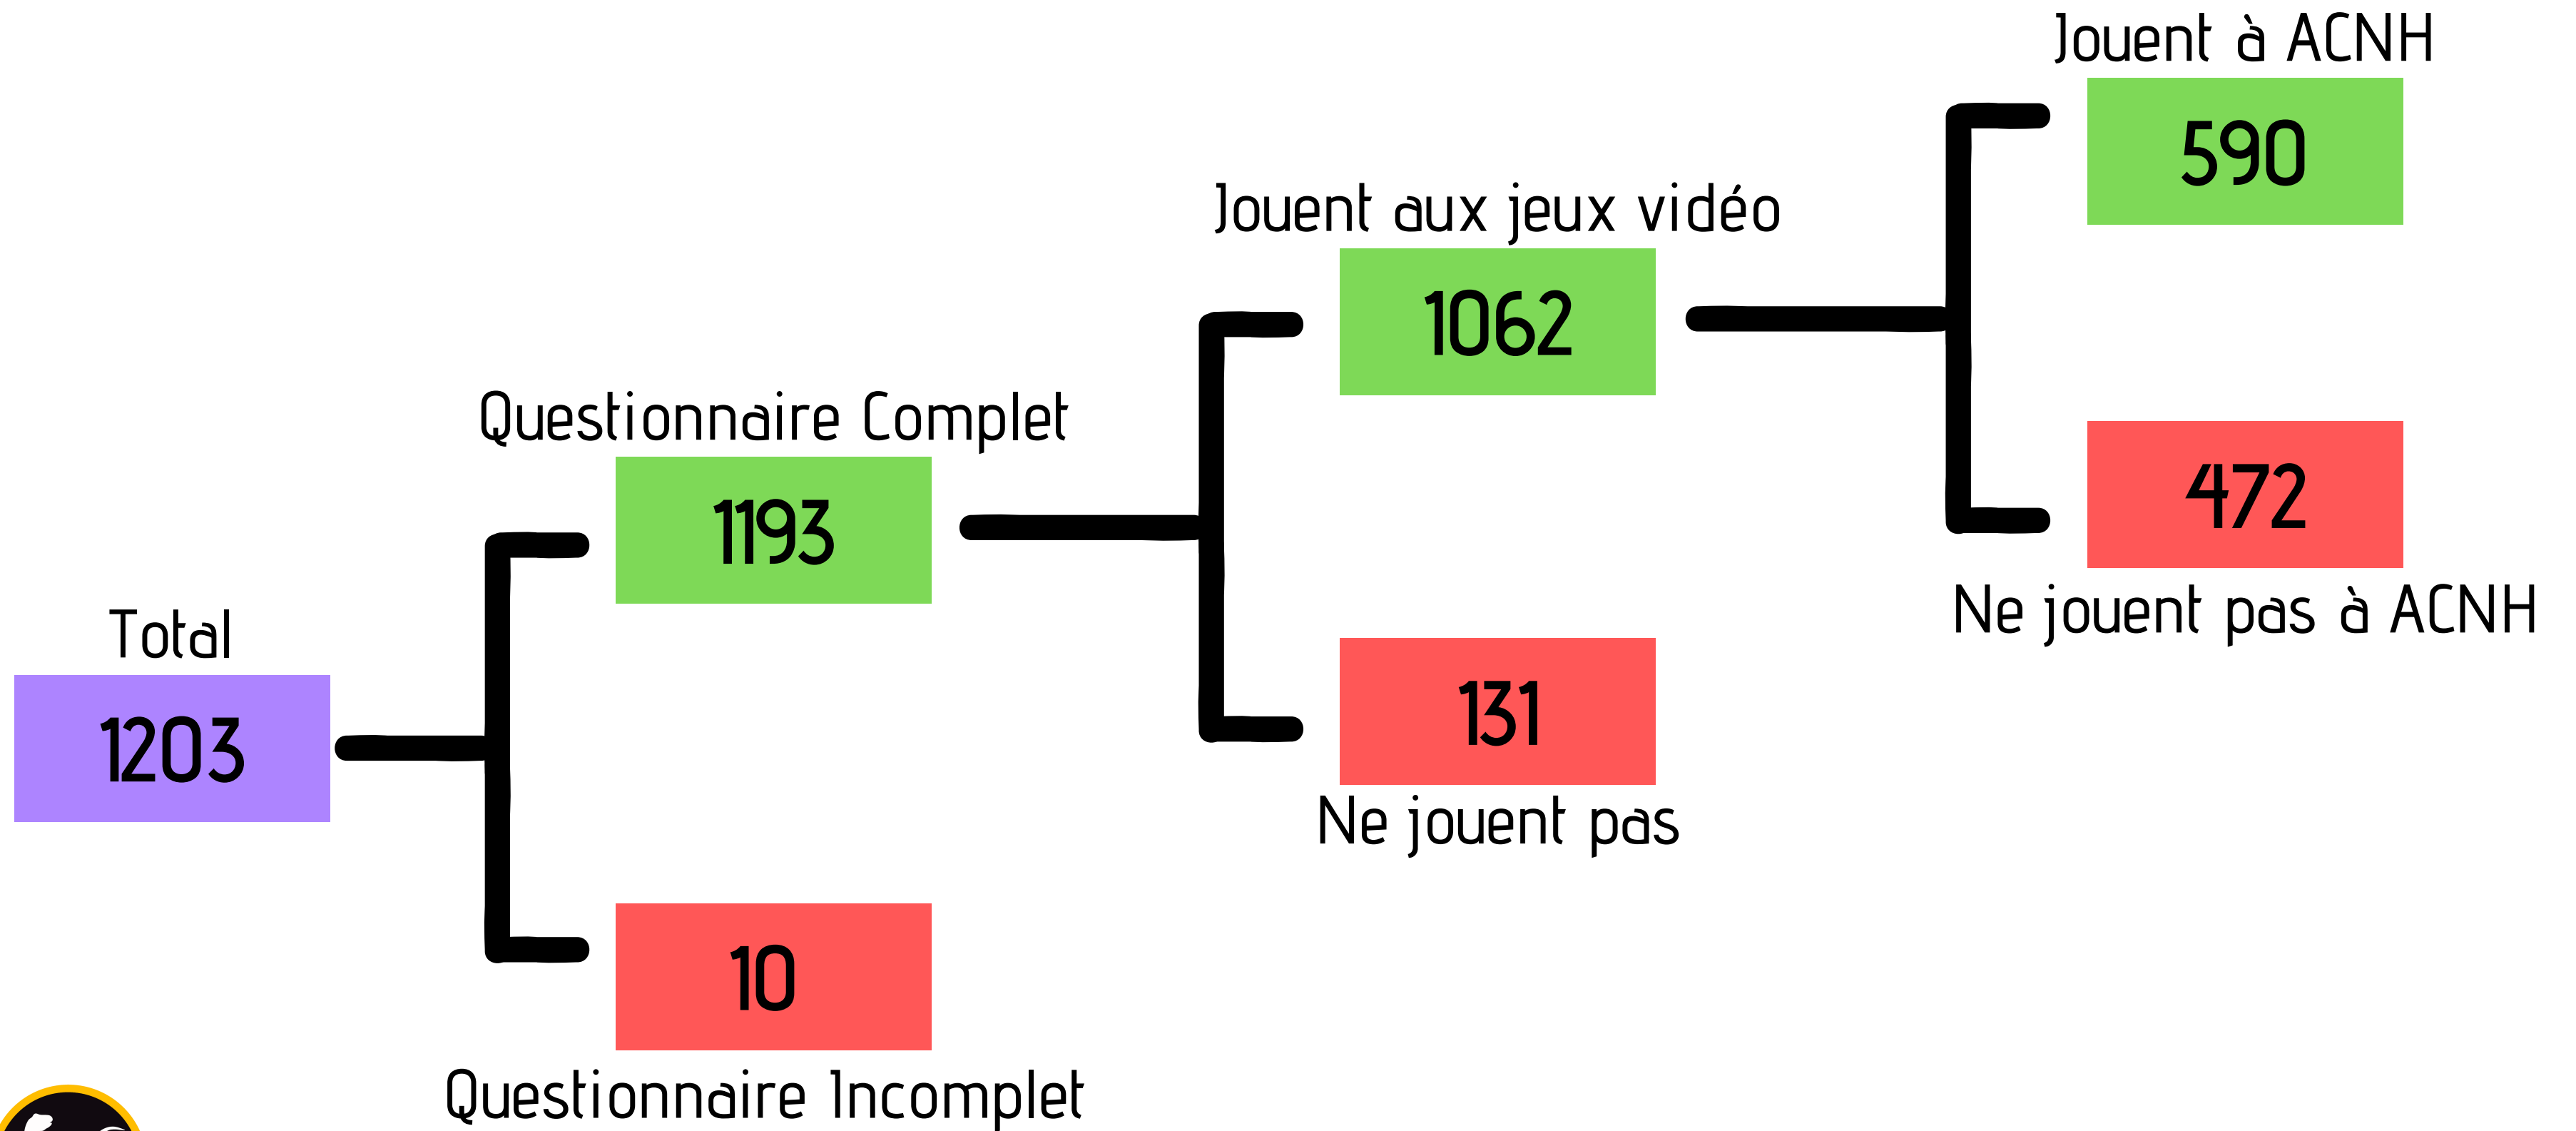 Total
1203
Questionnaire Complet
1193
10
Questionnaire Incomplet
Jouent aux jeux vidéo
1062
131
Ne jouent pas
Jouent à ACNH
590
472
Ne jouent pas à ACNH